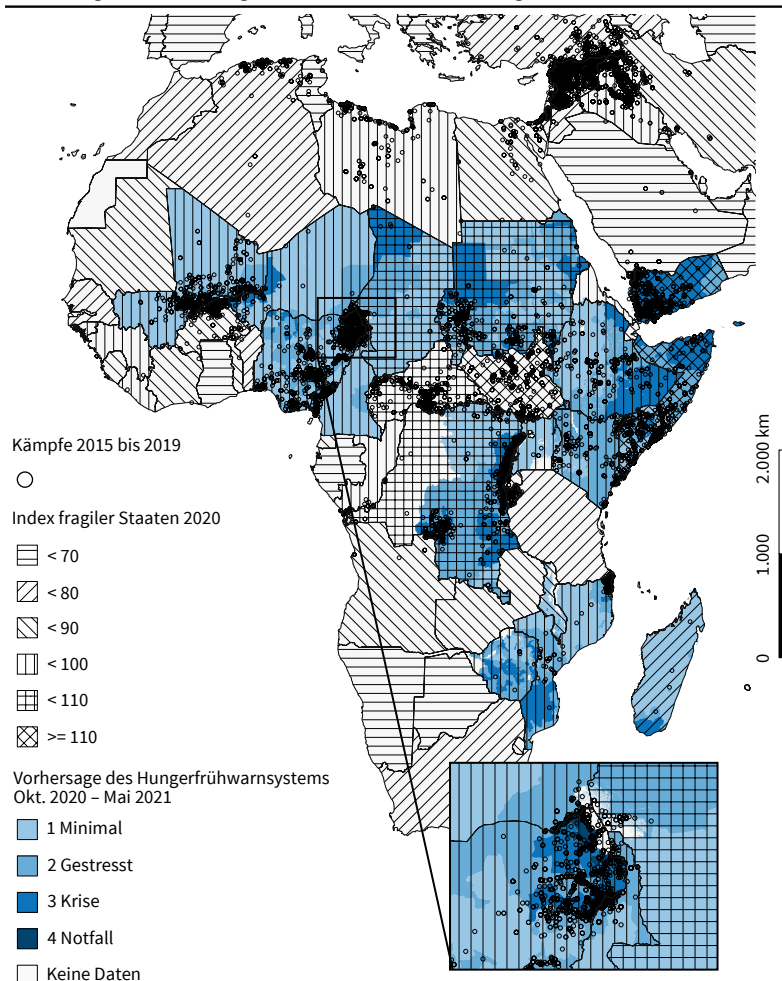 Kämpfe 2015 bis 2019
Index fragiler Staaten 2020
< 70
< 80
< 90
< 100
< 110
>= 110
Vorhersage des Hungerfrühwarnsystems
Okt. 2020 – Mai 2021
1 Minimal
2 Gestresst
3 Krise
4 Notfall
Keine Daten
2.000 km
1.000
0